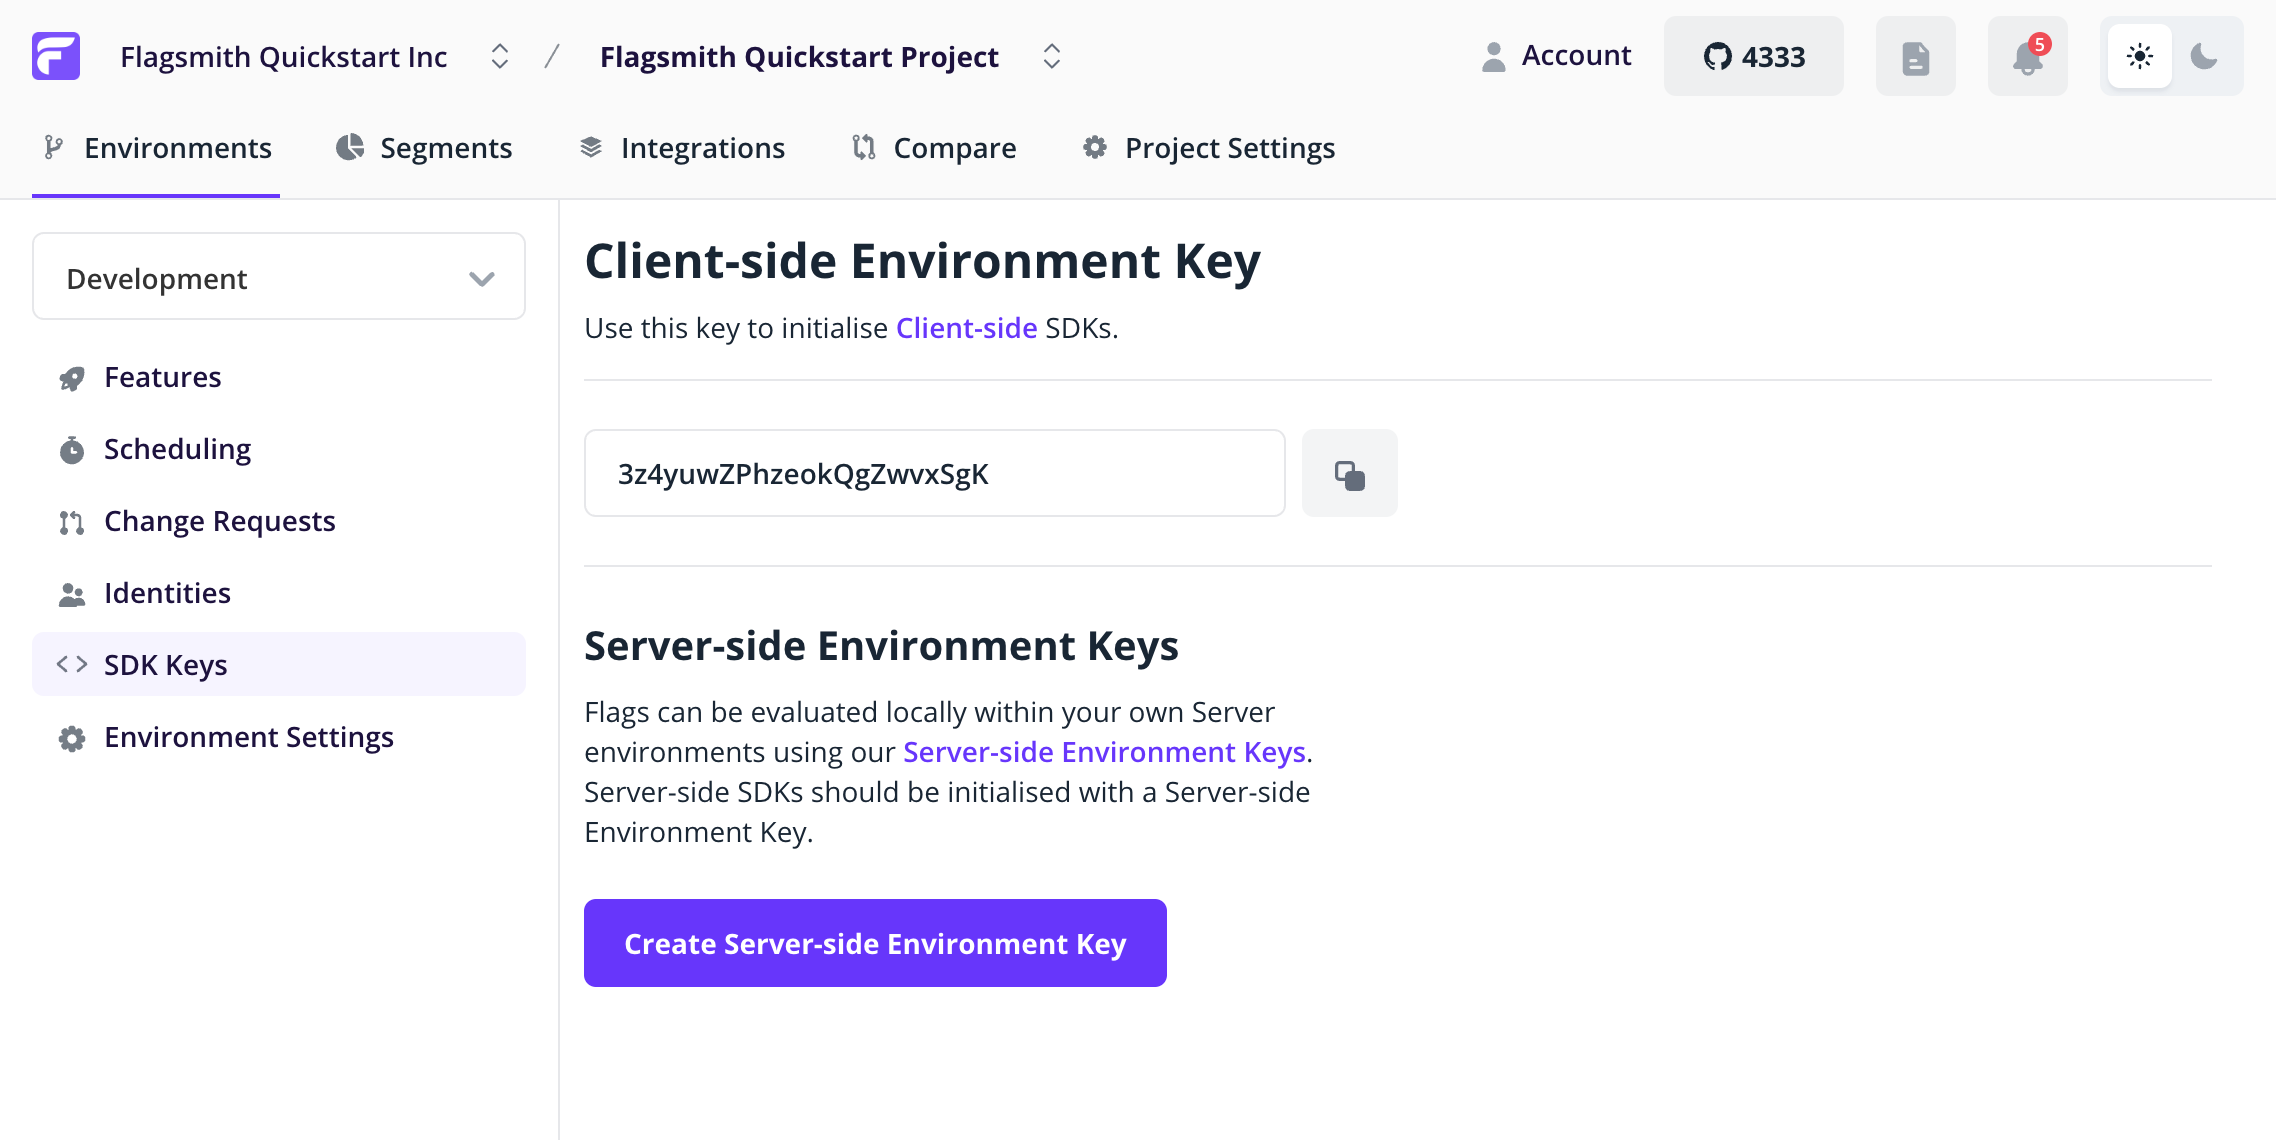 Flagsmith Quickstart Inc / Flagsmith Quickstart Project Account 4333 5
Environments Segments Integrations Compare Project Settings
Development
Features
Scheduling
Change Requests
Identities
SDK Keys
Environment Settings
Client-side Environment Key
Use this key to initialise Client-side SDKs.
3z4yuwZPhzeokQgZwvxSgK
Server-side Environment Keys
Flags can be evaluated locally within your own Server
environments using our Server-side Environment Keys.
Server-side SDKs should be initialised with a Server-side
Environment Key.
Create Server-side Environment Key